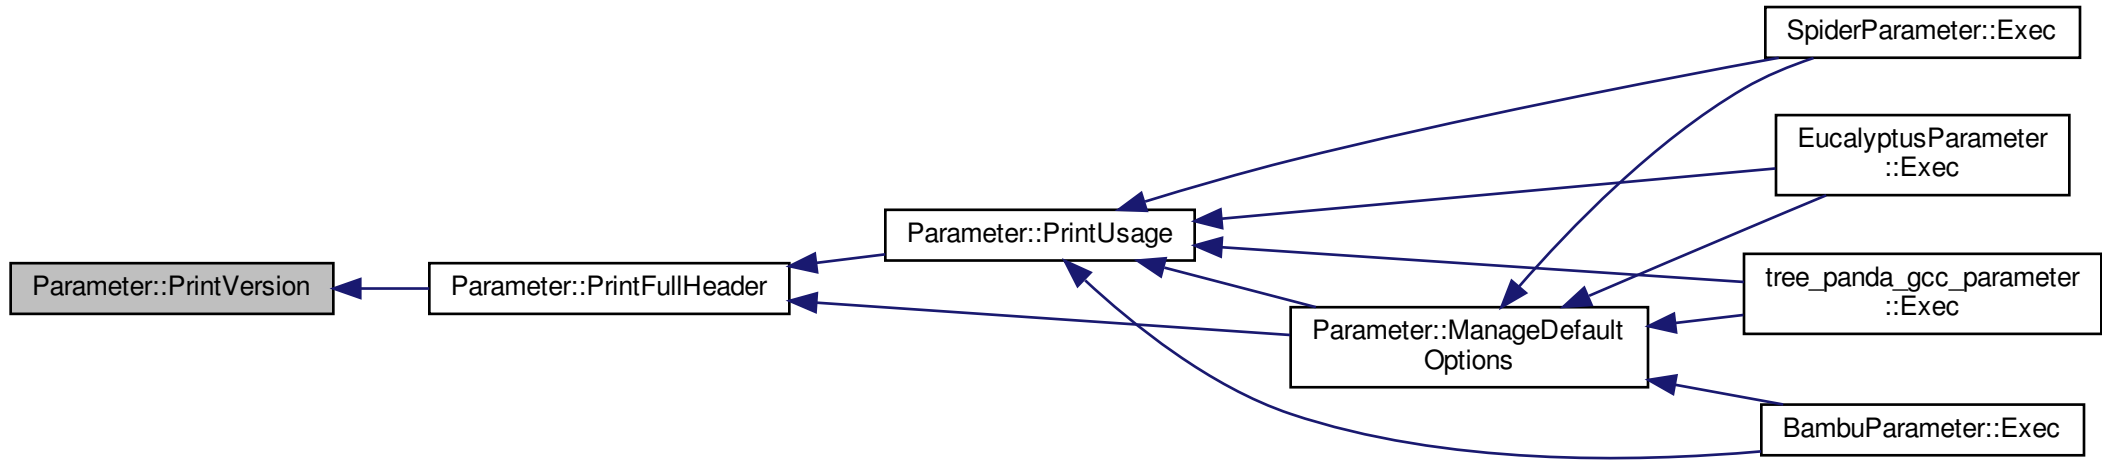 Parameter::PrintVersion
Parameter::PrintFullHeader
Parameter::PrintUsage
Parameter::ManageDefault
Options
SpiderParameter::Exec
EucalyptusParameter
::Exec
tree_panda_gcc_parameter
::Exec
BambuParameter::Exec